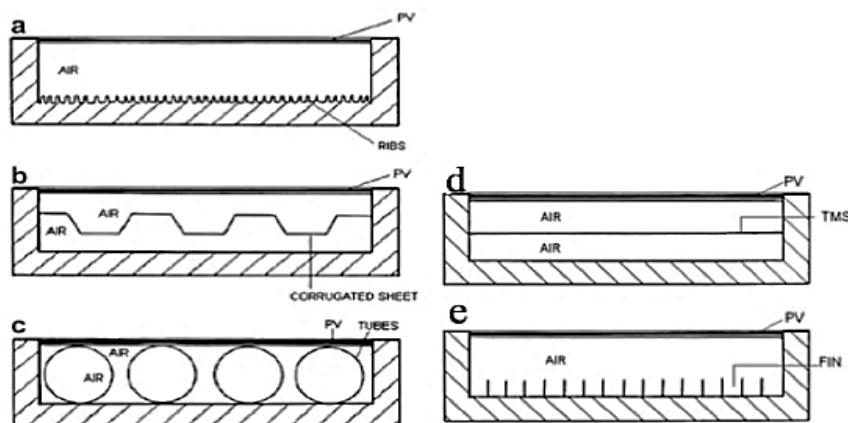 a
PV
AIR
RIBS
b
PV
AIR
AIR
CORRUGATED SHEET
c
PV
TUBES
AIR
AIR
d
PV
AIR
TMS
AIR
e
PV
AIR
FIN